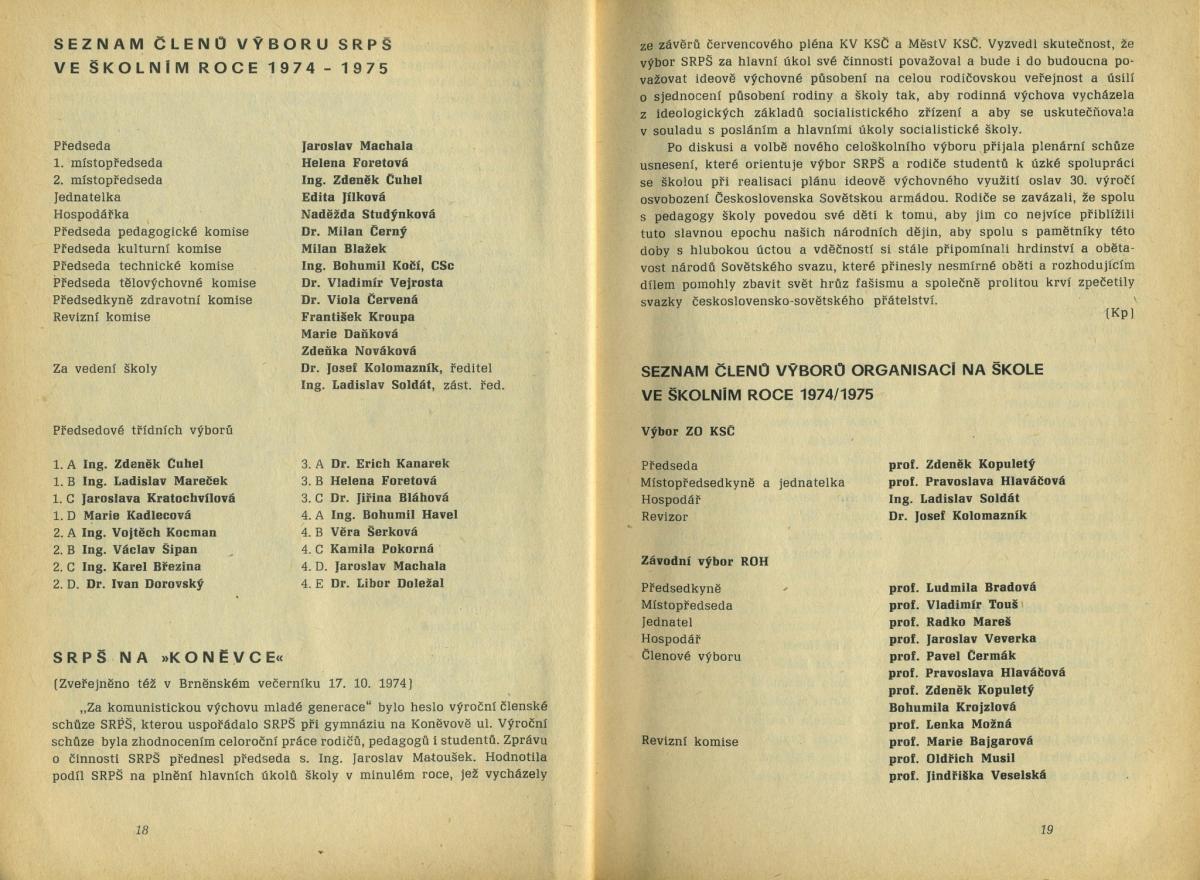 SEZNAM ČLENŮ VÝBORU SRPŠ
VE ŠKOLNÍM ROCE 1974 - 1975
Předseda Jaroslav Machala
1. místopředseda Helena Foretová
2. místopředseda Ing. Zdeněk Čuhel
Jednatelka Edita Jílková
Hospodářka Naděžda Studýnková
Předseda pedagogické komise Dr. Milan Černý
Předseda kulturní komise Milan Blažek
Předseda technické komise Ing. Bohumil Kočí, CSc
Předseda tělovýchovné komise Dr. Vladimír Vejrosta
Předsedkyně zdravotní komise Dr. Viola Červená
Revizní komise František Kroupa
Marie Daňková
Zdeňka Nováková
Za vedení školy Dr. Josef Kolomazník, ředitel
Ing. Ladislav Soldát, zást. řed.
Předsedové třídních výborů
1. A Ing. Zdeněk Čuhel
1. B Ing. Ladislav Mareček
1. C Jaroslava Kratochvílová
1. D Marie Kadlecová
2. A Ing. Vojtěch Kocman
2. B Ing. Václav Šipan
2. C Ing. Karel Březina
2. D. Dr. Ivan Dorovský
3. A Dr. Erich Kanarek
3. B Helena Foretová
3. C Dr. Jiřina Bláhová
4. A Ing. Bohumil Havel
4. B Věra Šerková
4. C Kamila Pokorná
4. D. Jaroslav Machala
4. E Dr. Libor Doležal
SRPŠ NA »KONĚVCE«
(Zveřejněno též v Brněnském večerníku 17. 10. 1974)
„Za komunistickou výchovu mladé generace“ bylo heslo výroční členské
schůze SRPŠ, kterou uspořádalo SRPŠ při gymnáziu na Koněvově ul. Výroční
schůze byla zhodnocením celoroční práce rodičů, pedagogů i studentů. Zprávu
o činnosti SRPŠ přednesl předseda s. Ing. Jaroslav Matoušek. Hodnotila
podíl SRPŠ na plnění hlavních úkolů školy v minulém roce, jež vycházely
18
ze závěrů červencového pléna KV KSČ a MěstV KSČ. Vyzvedl skutečnost, že
výbor SRPŠ za hlavní úkol své činnosti považoval a bude i do budoucna po-
važovat ideově výchovné působení na celou rodičovskou veřejnost a úsilí
o sjednocení působení rodiny a školy tak, aby rodinná výchova vycházela
z ideologických základů socialistického zřízení a aby se uskutečňovala
v souladu s posláním a hlavními úkoly socialistické školy.
Po diskusi a volbě nového celoškolního výboru přijala plenární schůze
usnesení, které orientuje výbor SRPŠ a rodiče studentů k úzké spolupráci
se školou při realisaci plánu ideově výchovného využití oslav 30. výročí
osvobození Československa Sovětskou armádou. Rodiče se zavázali, že spolu
s pedagogy školy povedou své děti k tomu, aby jim co nejvíce přiblížili
tuto slavnou epochu našich národních dějin, aby spolu s pamětníky této
doby s hlubokou úctou a vděčností si stále připomínali hrdinství a oběta-
vost národů Sovětského svazu, které přinesly nesmírné oběti a rozhodujícím
dílem pomohly zbavit svět hrůz fašismu a společně prolitou krví zpečetily
svazky československo-sovětského přátelství.
(Kp)
SEZNAM ČLENŮ VÝBORŮ ORGANISACÍ NA ŠKOLE
VE ŠKOLNÍM ROCE 1974/1975
Výbor ZO KSČ
Předseda prof. Zdeněk Kopuletý
Místopředsedkyně a jednatelka prof. Pravoslava Hlaváčová
Hospodář Ing. Ladislav Soldát
Revizor Dr. Josef Kolomazník
Závodní výbor ROH
Předsedkyně prof. Ludmila Bradová
Místopředseda prof. Vladimír Touš
Jednatel prof. Radko Mareš
Hospodář prof. Jaroslav Veverka
Členové výboru prof. Pavel Čermák
prof. Pravoslava Hlaváčová
prof. Zdeněk Kopuletý
Bohumila Krojzlová
prof. Lenka Možná
Revizní komise prof. Marie Bajgarová
prof. Oldřich Musil
prof. Jindřiška Veselská
19